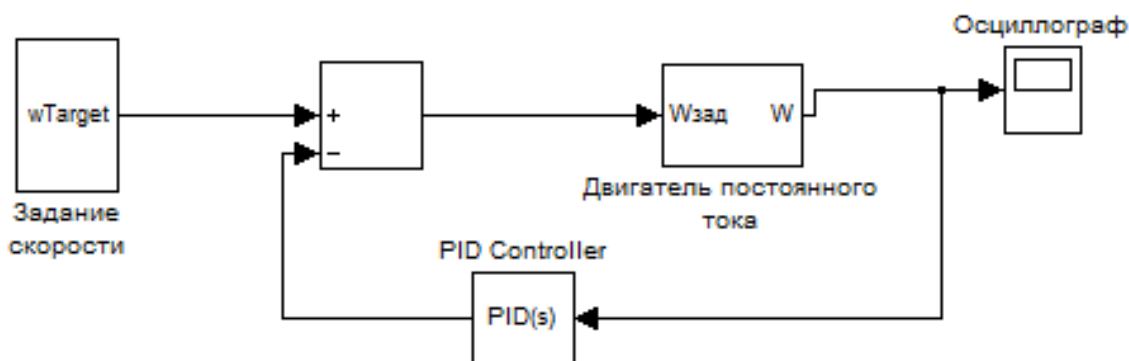 Осциллограф
wTarget
+
−
Wзад
W
Задание
скорости
Двигатель постоянного
тока
PID Controller
PID(s)